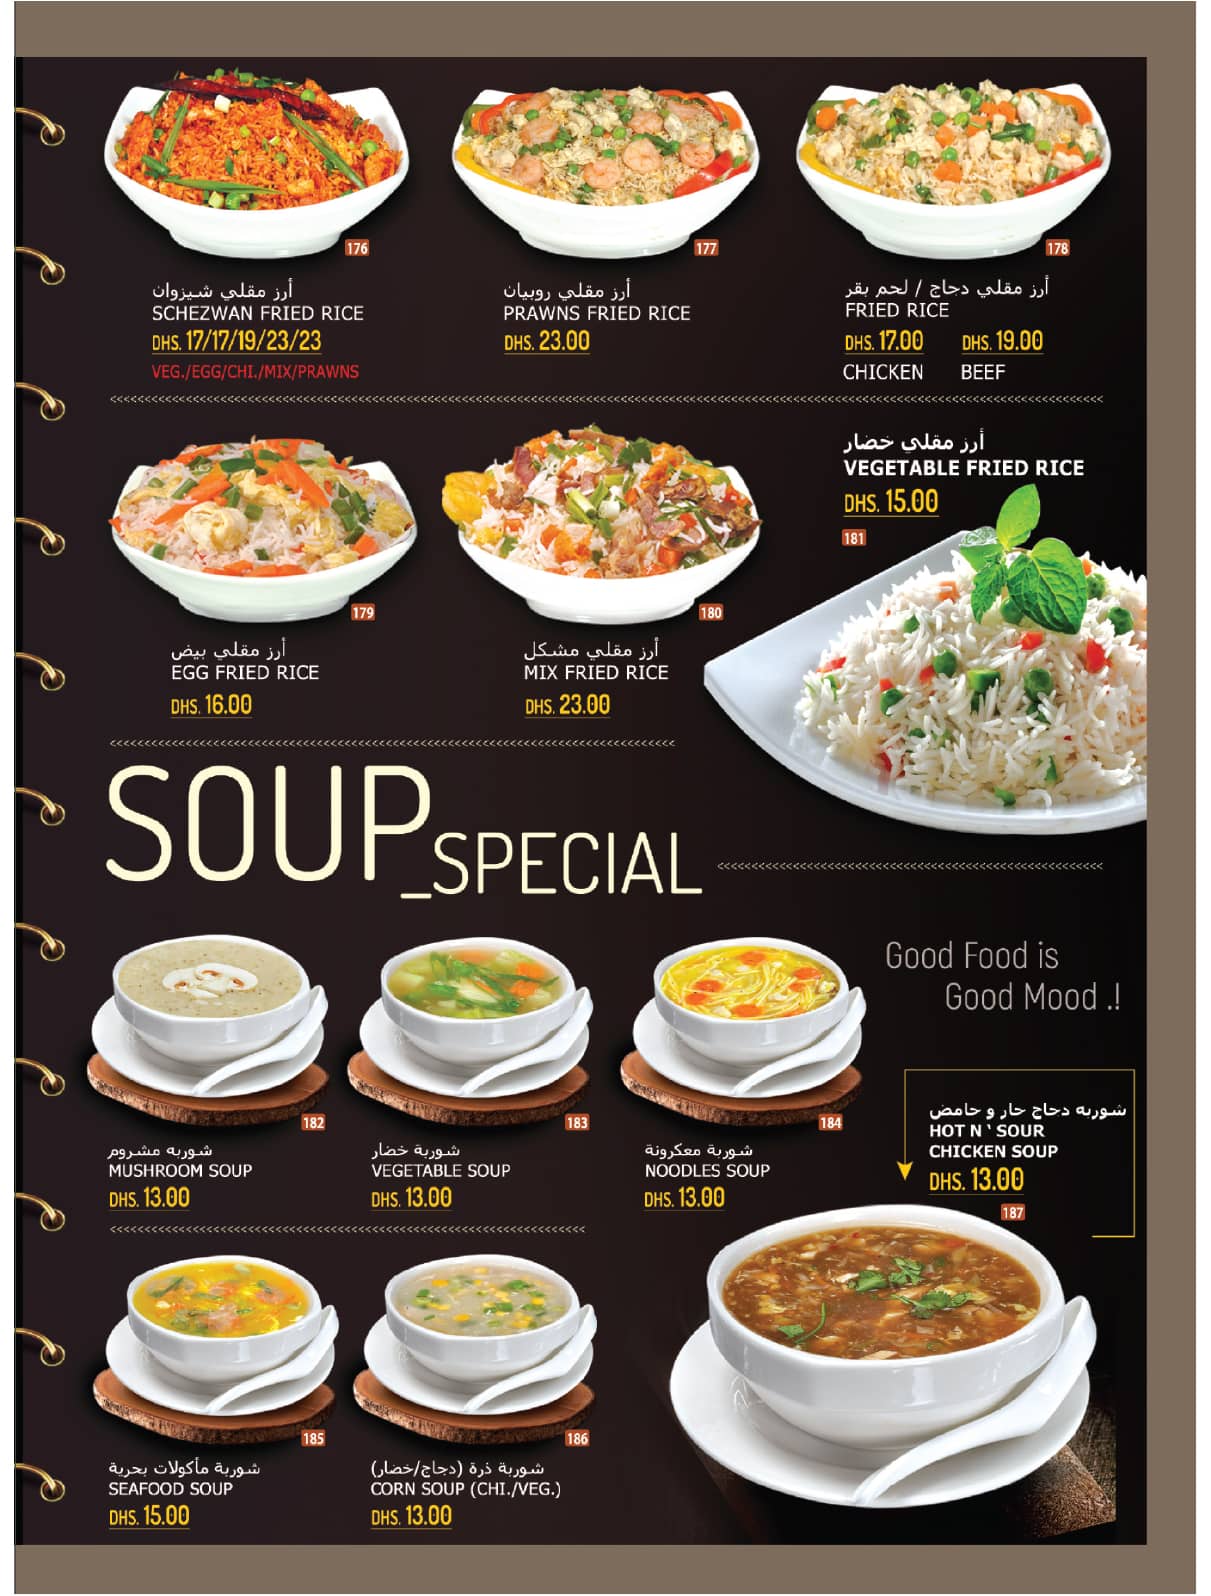 176
أرز مقلي شيزوان
SCHEZWAN FRIED RICE
DHS. 17/17/19/23/23
VEG./EGG/CHI./MIX/PRAWNS
177
أرز مقلي روبيان
PRAWNS FRIED RICE
DHS. 23.00
178
أرز مقلي دجاج / لحم بقر
FRIED RICE
DHS. 17.00 DHS. 19.00
CHICKEN BEEF
179
أرز مقلي بيض
EGG FRIED RICE
DHS. 16.00
180
أرز مقلي مشكل
MIX FRIED RICE
DHS. 23.00
أرز مقلي خضار
VEGETABLE FRIED RICE
DHS. 15.00
181
SOUP_SPECIAL
Good Food is
Good Mood .!
182
شوربه مشروم
MUSHROOM SOUP
DHS. 13.00
183
شوربة خضار
VEGETABLE SOUP
DHS. 13.00
184
شوربة معكرونة
NOODLES SOUP
DHS. 13.00
شوربه دجاج حار و حامض
HOT N ' SOUR
CHICKEN SOUP
DHS. 13.00
187
185
شوربة مأكولات بحرية
SEAFOOD SOUP
DHS. 15.00
186
شوربة ذرة (دجاج/خضار)
CORN SOUP (CHI./VEG.)
DHS. 13.00